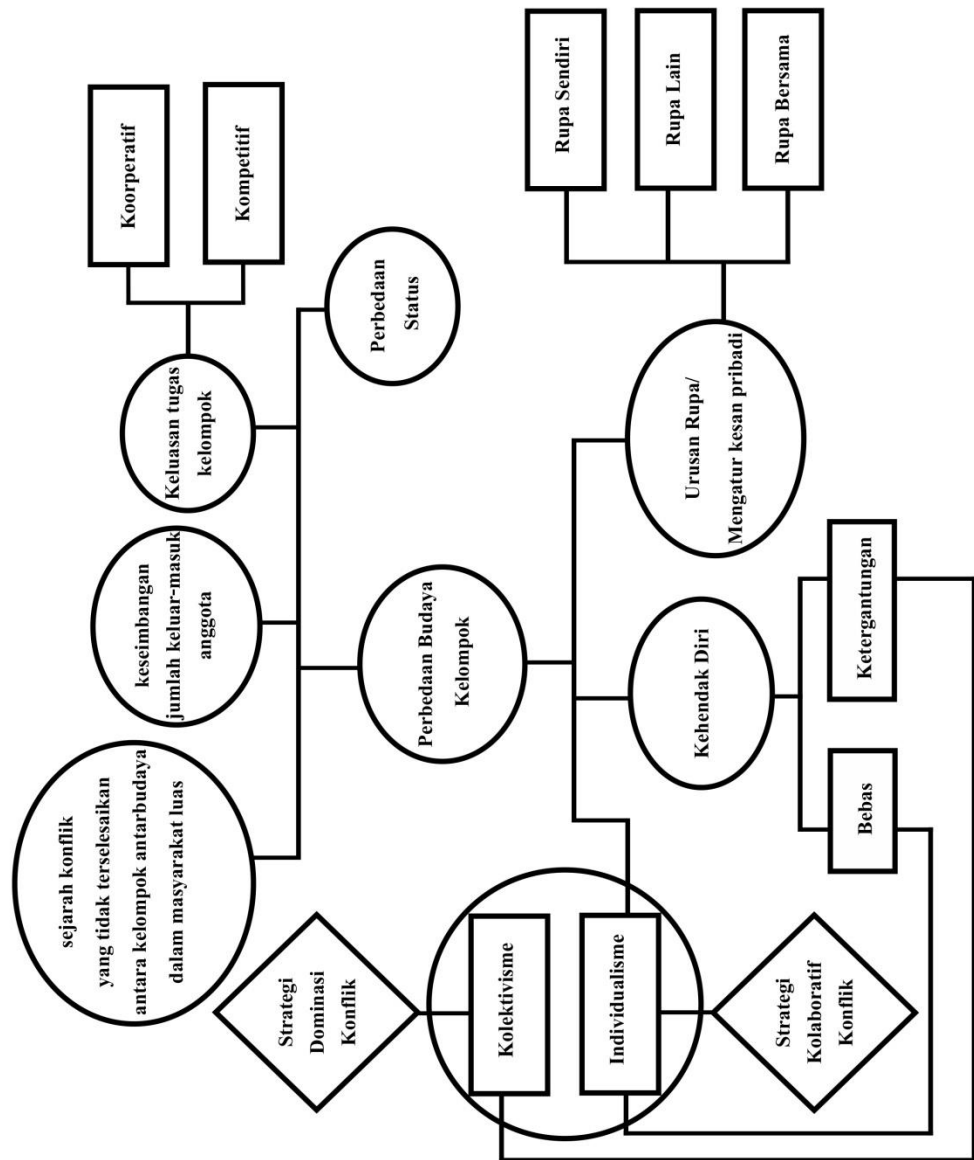 sejarah konflik
yang tidak terselesaikan
antara kelompok antarbudaya
dalam masyarakat luas
keseimbangan
jumlah keluar-masuk
anggota
Keluasan tugas
kelompok
Koorperatif
Kompetitif
Perbedaan
Status
Strategi
Dominasi
Konflik
Perbedaan Budaya
Kelompok
Kolektivisme
Individualisme
Strategi
Kolaboratif
Konflik
Kehendak Diri
Bebas
Ketergantungan
Urusan Rupa/
Mengatur kesan pribadi
Rupa Sendiri
Rupa Lain
Rupa Bersama